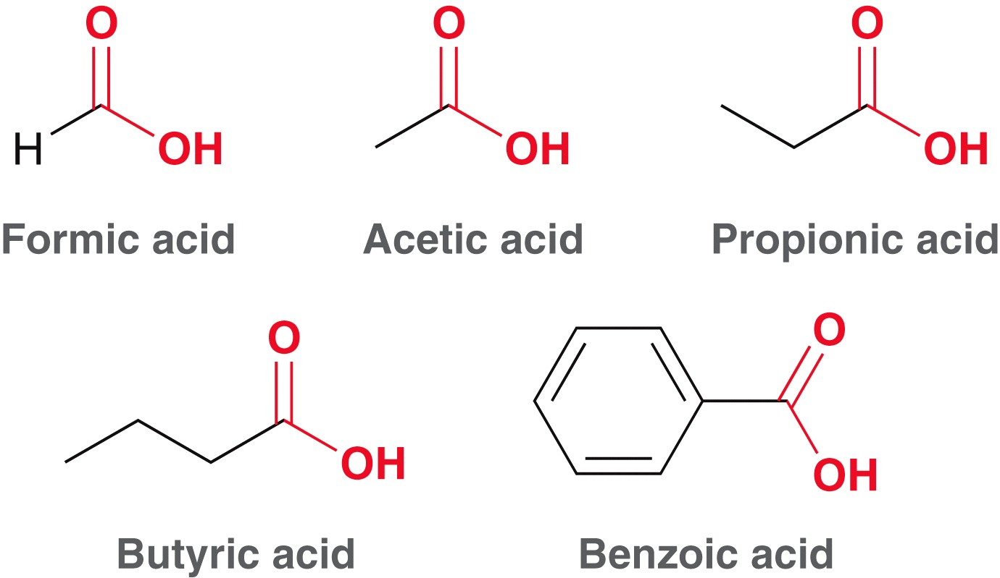 O O O
H OH OH OH
Formic acid Acetic acid Propionic acid
O O
OH OH
Butyric acid Benzoic acid